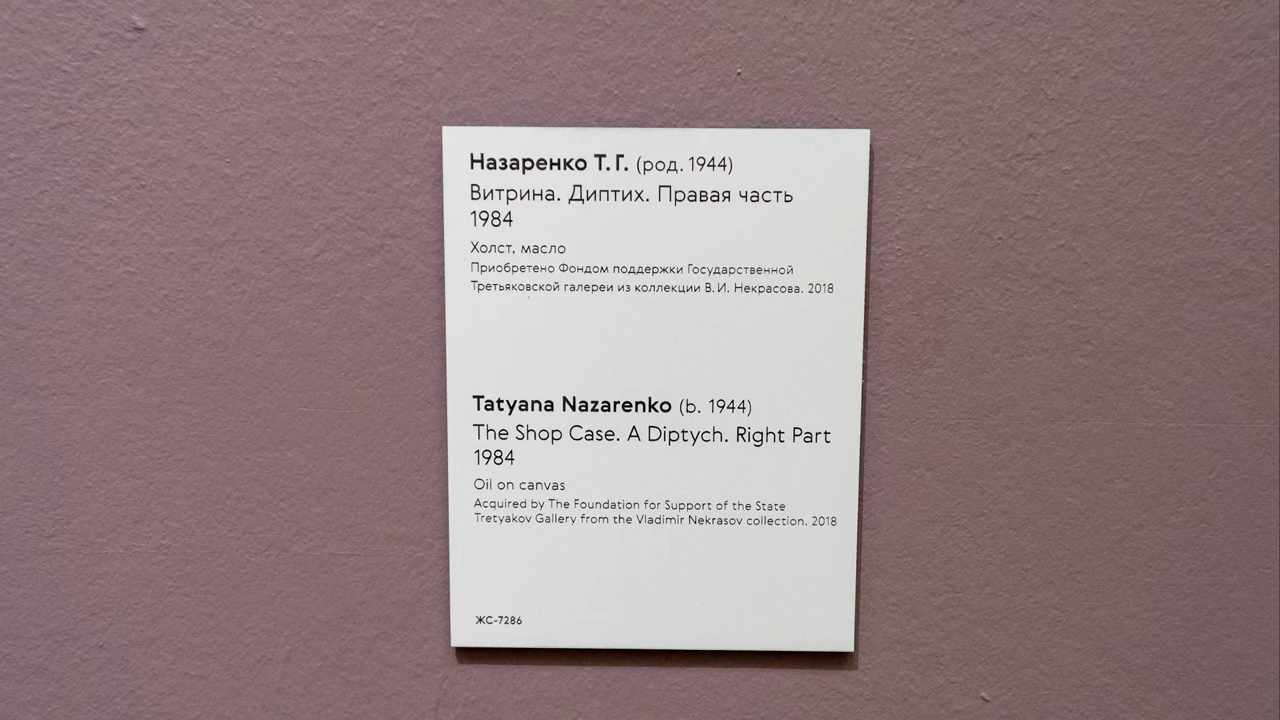 Назаренко Т. Г. (род. 1944)
Витрина. Диптих. Правая часть
1984
Холст, масло
Приобретено Фондом поддержки Государственной
Третьяковской галереи из коллекции В. И. Некрасова. 2018
Tatyana Nazarenko (b. 1944)
The Shop Case. A Diptych. Right Part
1984
Oil on canvas
Acquired by The Foundation for Support of the State
Tretyakov Gallery from the Vladimir Nekrasov collection. 2018
ЖС-7286